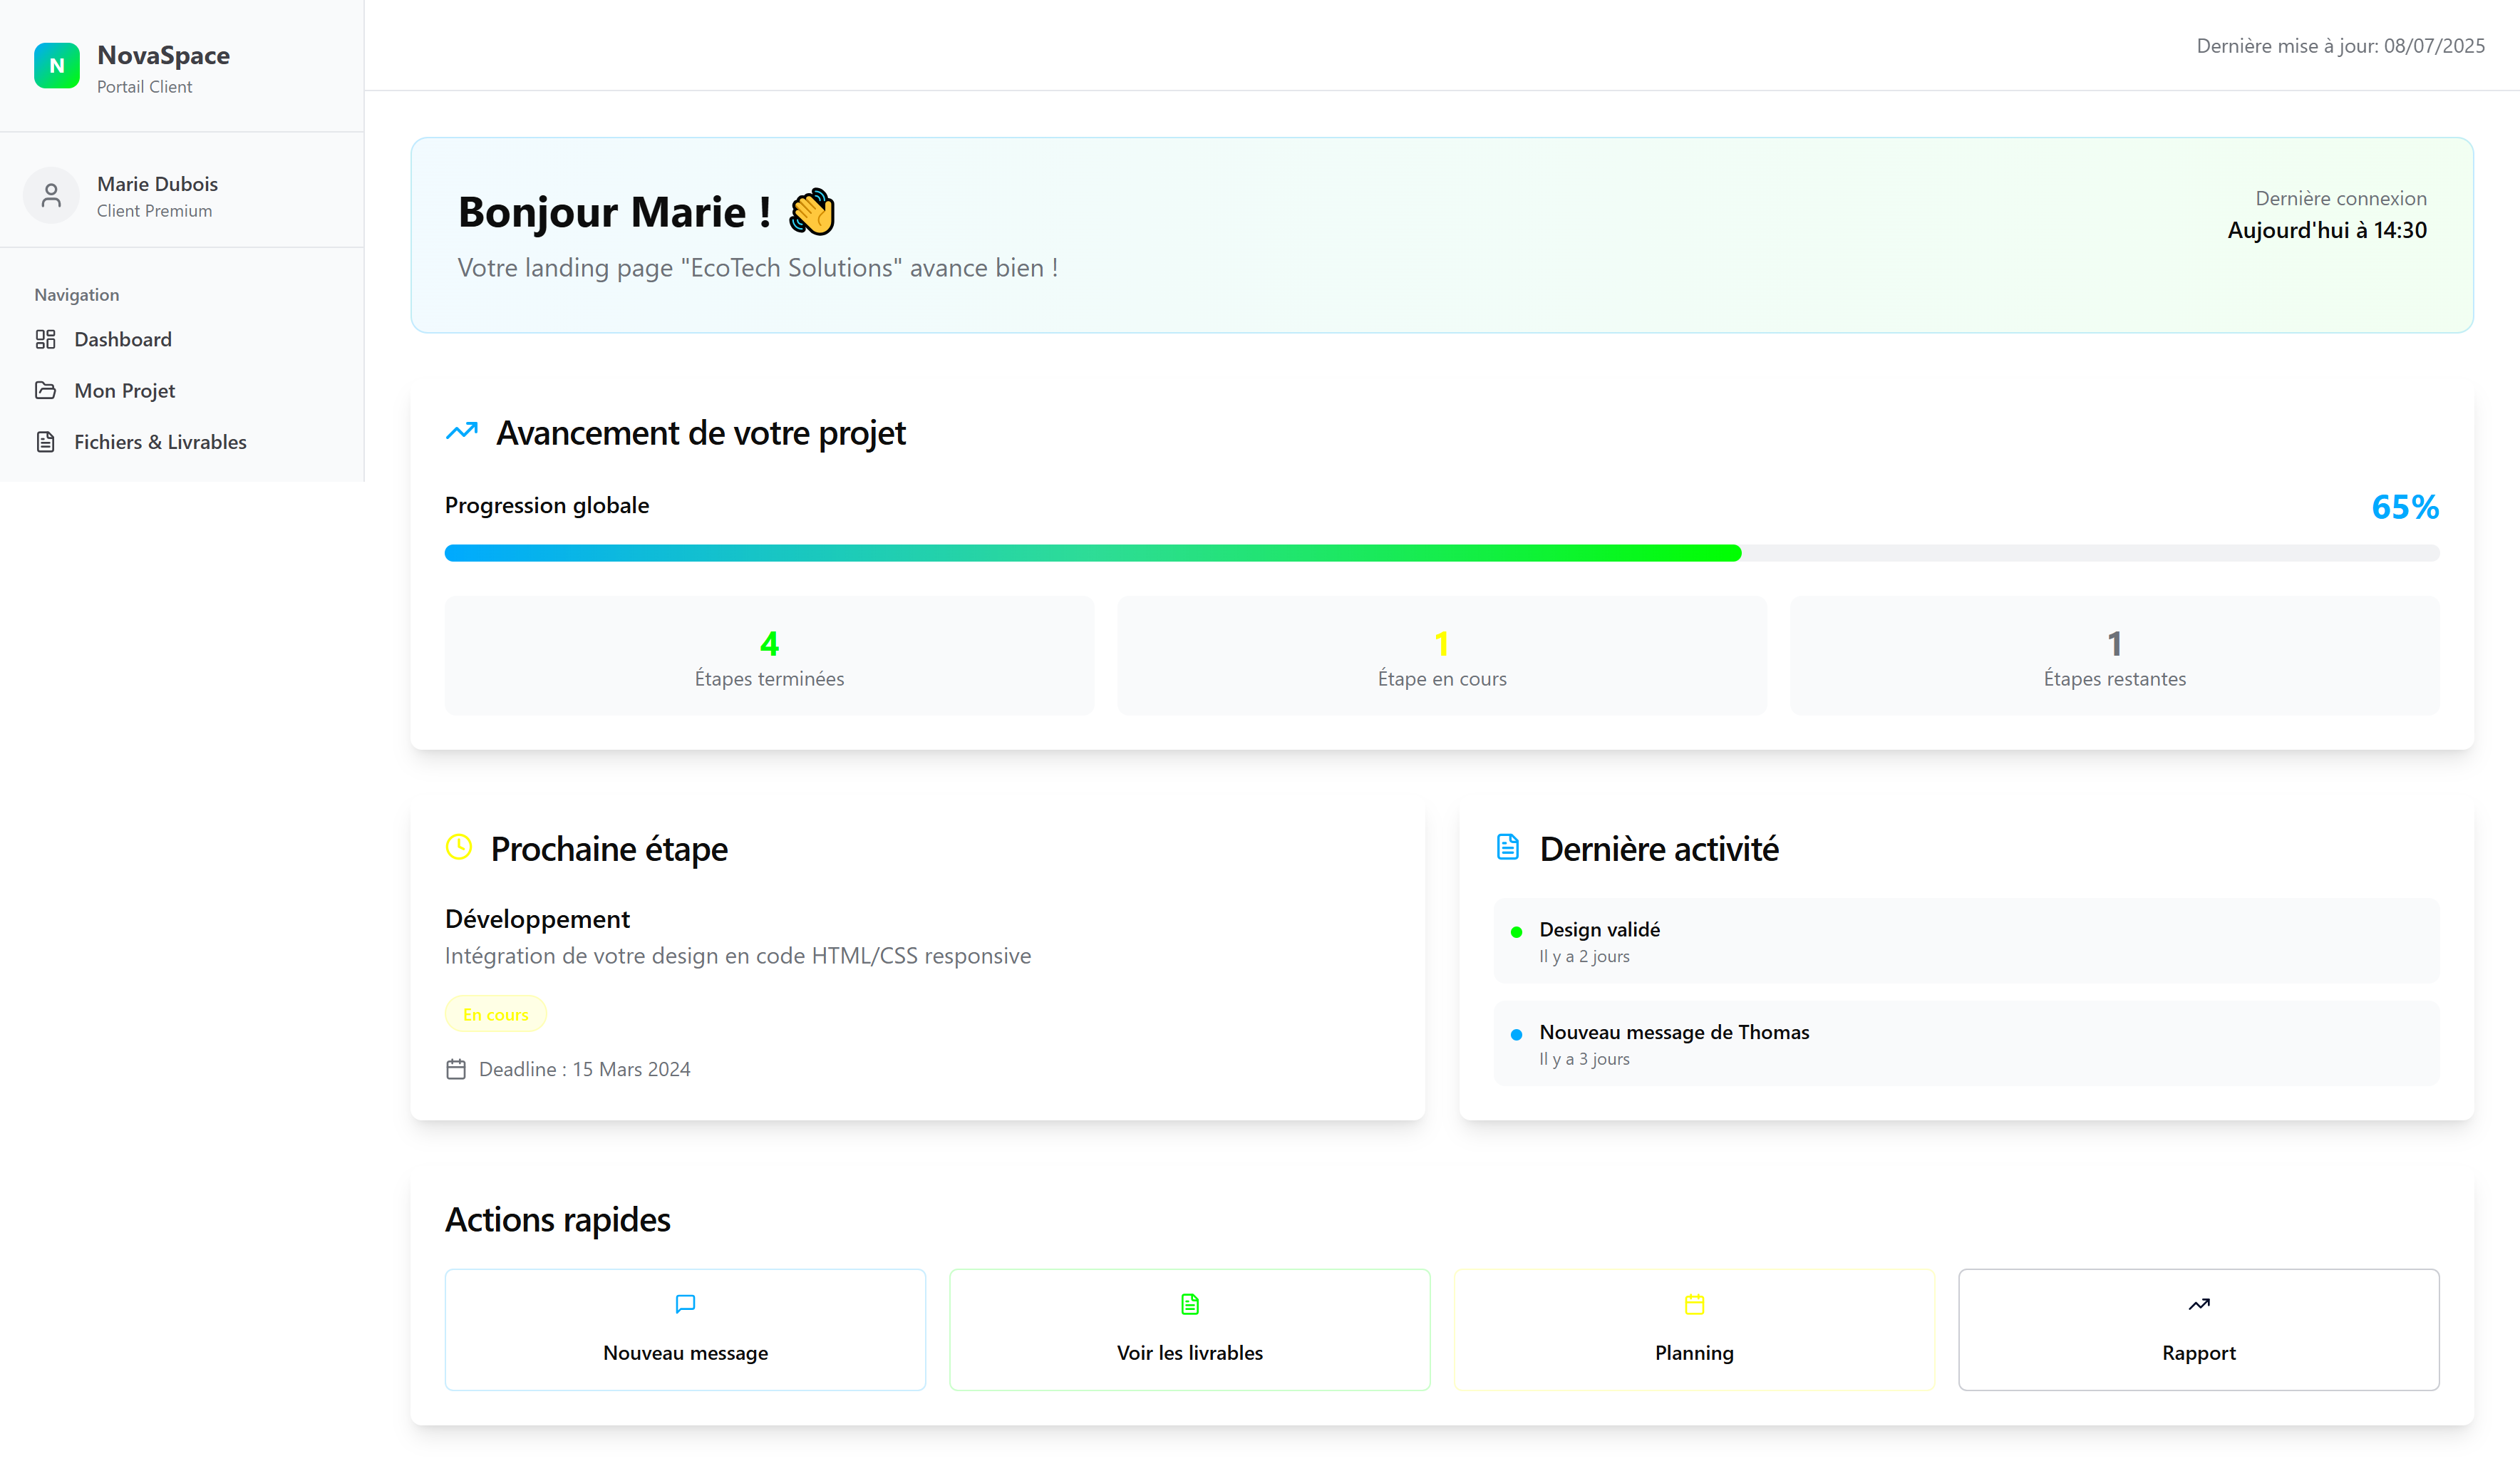 N
NovaSpace
Portail Client
Marie Dubois
Client Premium
Navigation
Dashboard
Mon Projet
Fichiers & Livrables
Dernière mise à jour: 08/07/2025
Bonjour Marie ! 👋
Votre landing page "EcoTech Solutions" avance bien !
Dernière connexion
Aujourd'hui à 14:30
Avancement de votre projet
Progression globale
65%
4
Étapes terminées
1
Étape en cours
1
Étapes restantes
Prochaine étape
Développement
Intégration de votre design en code HTML/CSS responsive
En cours
Deadline : 15 Mars 2024
Dernière activité
Design validé
Il y a 2 jours
Nouveau message de Thomas
Il y a 3 jours
Actions rapides
Nouveau message
Voir les livrables
Planning
Rapport